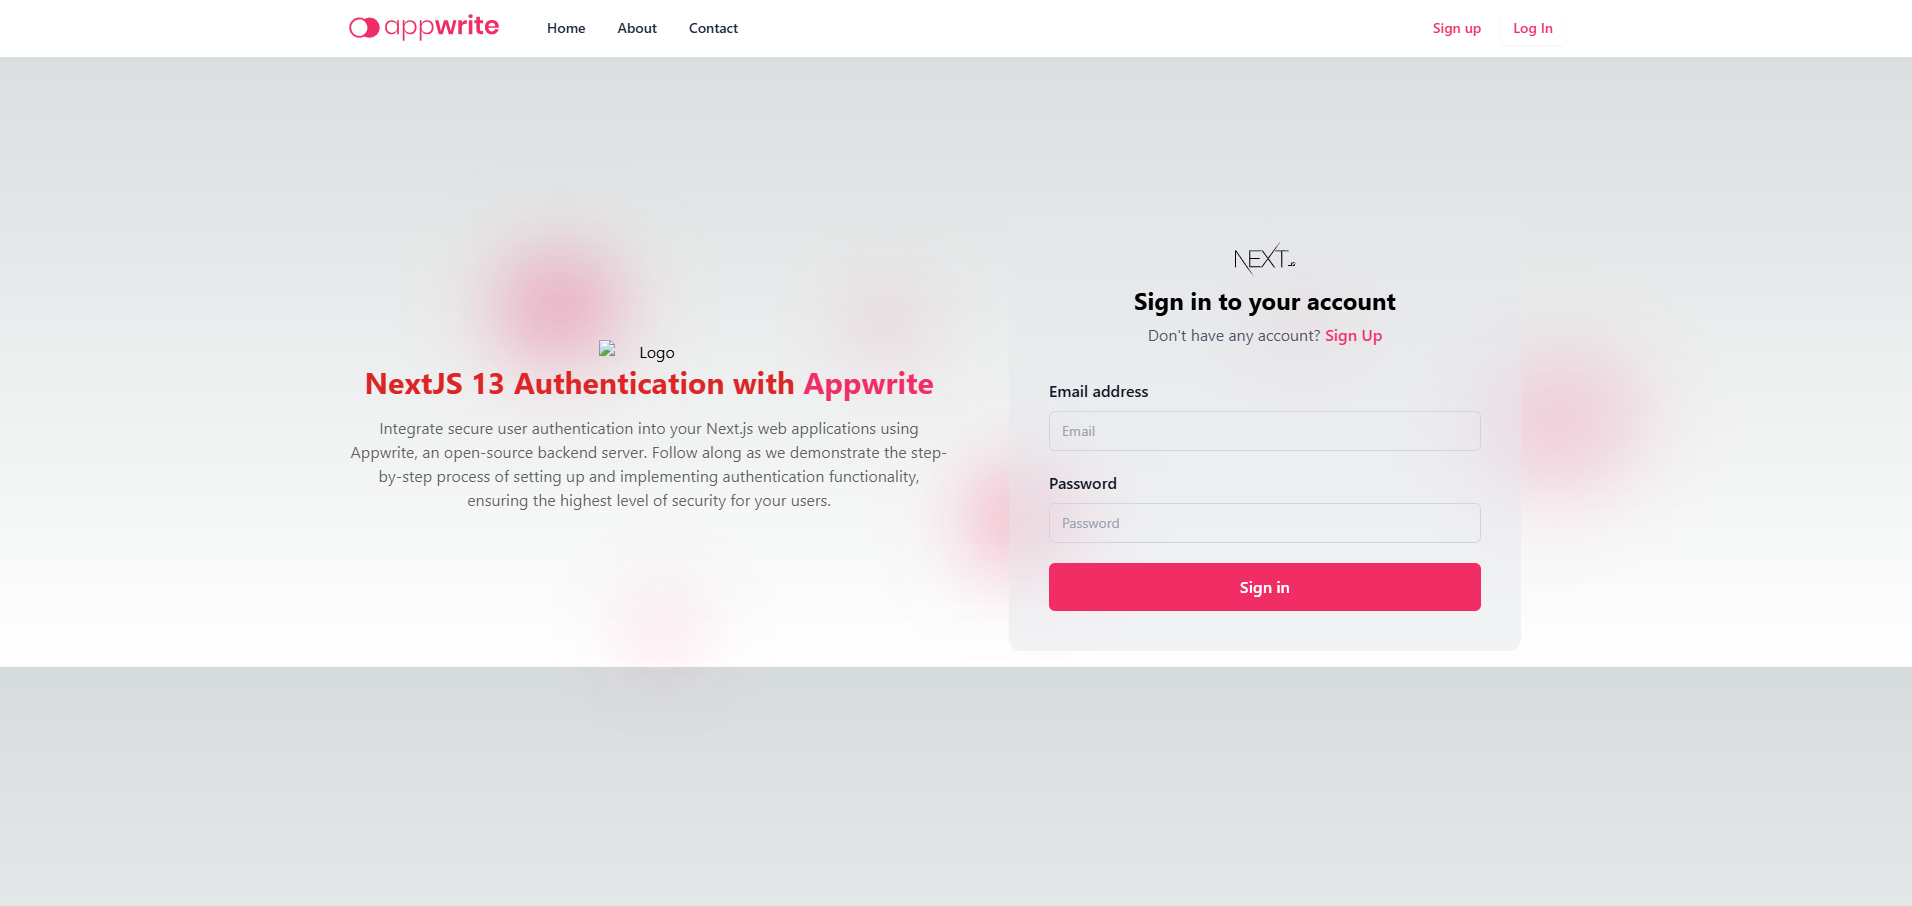 appwrite Home About Contact Sign up Log In
Logo
NextJS 13 Authentication with Appwrite
Integrate secure user authentication into your Next.js web applications using
Appwrite, an open-source backend server. Follow along as we demonstrate the step-
by-step process of setting up and implementing authentication functionality,
ensuring the highest level of security for your users.
NEXT.JS
Sign in to your account
Don't have any account? Sign Up
Email address
Email
Password
Password
Sign in